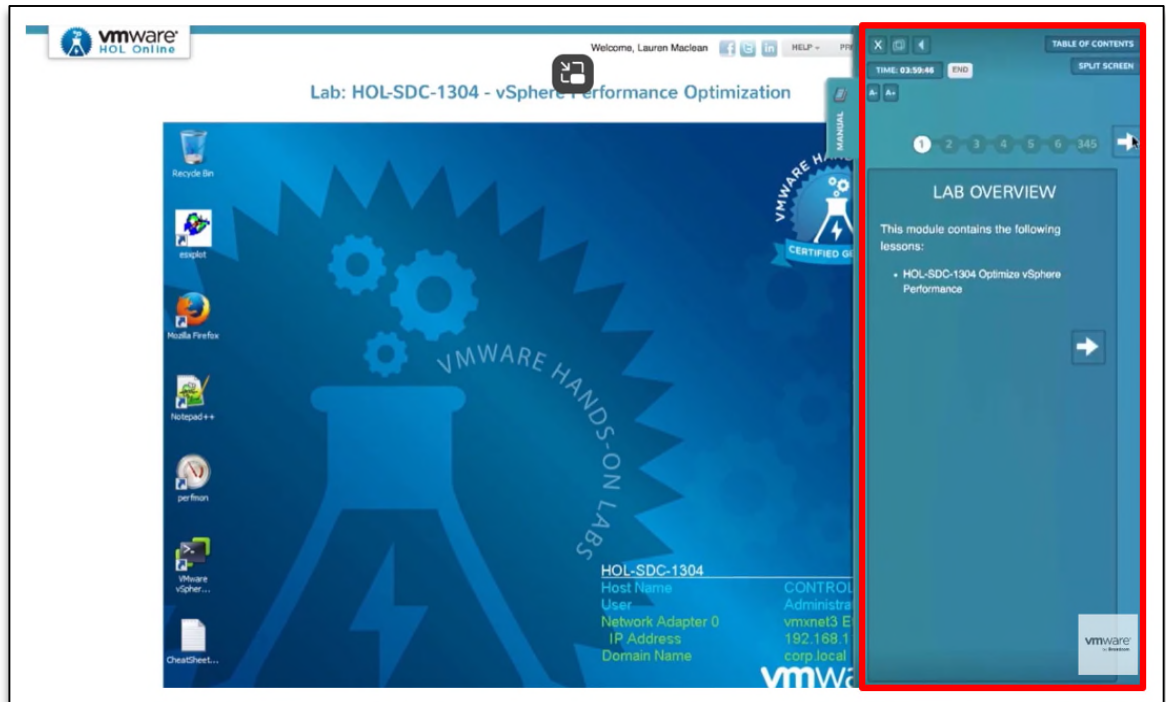 vmware®
HOL Online
Welcome, Lauren Maclean
HELP
Lab: HOL-SDC-1304 - vSphere Performance Optimization
Recycle Bin
esxplot
Mozilla Firefox
Notepad++
perfmon
VMware
vSpher...
CheatSheet...
VMWARE HANDS-ON LABS
CERTIFIED
HOL-SDC-1304
Host Name CONTROL
User Administra
Network Adapter 0 vmxnet3 E
IP Address 192.168.1
Domain Name corp.local
MANUAL
X
TABLE OF CONTENTS
TIME: 03:59:46 END
SPLIT SCREEN
A- A+
1 2 3 4 5 6 345
LAB OVERVIEW
This module contains the following
lessons:
• HOL-SDC-1304 Optimize vSphere
Performance
vmware®
by Broadcom